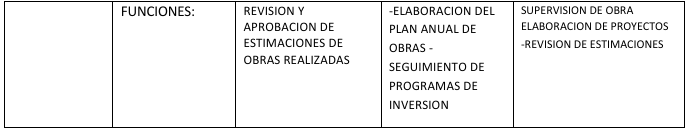 FUNCIONES:
REVISION Y
APROBACION DE
ESTIMACIONES DE
OBRAS REALIZADAS
-ELABORACION DEL
PLAN ANUAL DE
OBRAS -
SEGUIMIENTO DE
PROGRAMAS DE
INVERSION
SUPERVISION DE OBRA
ELABORACION DE PROYECTOS
-REVISION DE ESTIMACIONES